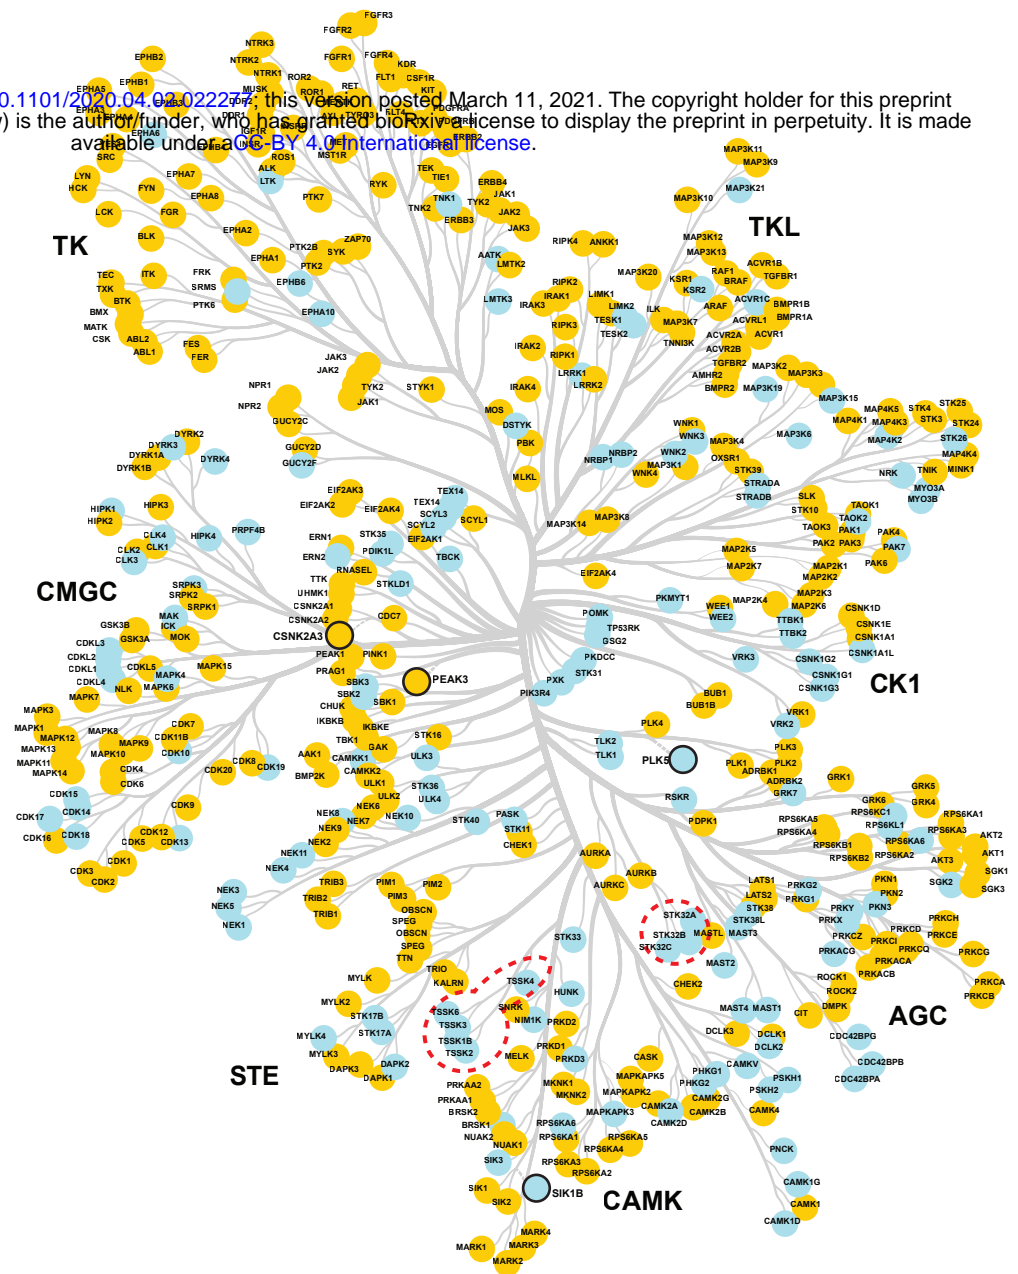 FGFR3
FGFR2
NTRK3
EPHB2
NTRK2
FGFR1
FGFR4
KDR
NTRK1
ROR2
FLT1
CSF1R
EPHA5
EPHB1
MUSK
ROR1
RET
KIT
0.1101/2020.04.02.022277; this version posted March 11, 2021. The copyright holder for this preprint
) is the author/funder, who has granted bioRxiv a license to display the preprint in perpetuity. It is made
available under aCC-BY 4.0 International license.
EPHA3
EPHB3
DDR2
DDR1
TYRO3
FLT4
PDGFRA
PDGFRB
EPHA6
IGF1R
INSR
ERBB2
SRC
ROS1
MST1R
ALK
LTK
LYN
HCK
FYN
EPHA7
EPHA8
PTK7
RYK
TEK
TIE1
TNK1
TNK2
TYK2
ERBB4
JAK1
JAK2
ERBB3
JAK3
LCK
FGR
BLK
EPHA2
EPHA1
PTK2B
ZAP70
SYK
PTK2
EPHB6
EPHA10
AATK
LMTK2
LMTK3
TK
TEC
ITK
TXK
BTK
BMX
MATK
CSK
ABL2
ABL1
FRK
SRMS
PTK6
FES
FER
JAK3
JAK2
TYK2
JAK1
STYK1
NPR1
NPR2
GUCY2C
GUCY2D
GUCY2F
MAP3K11
MAP3K9
MAP3K21
MAP3K10
TKL
RIPK4
ANKK1
MAP3K12
MAP3K13
MAP3K20
KSR1
KSR2
RAF1
BRAF
ARAF
ACVR1B
TGFBR1
ACVR1C
BMPR1B
BMPR1A
ACVRL1
ACVR1
RIPK2
IRAK1
IRAK3
LIMK1
LIMK2
TESK1
TESK2
ILK
MAP3K7
TNNI3K
RIPK3
IRAK2
RIPK1
LRRK1
LRRK2
IRAK4
ACVR2A
ACVR2B
TGFBR2
AMHR2
BMPR2
MAP3K2
MAP3K3
MAP3K19
MAP3K15
MOS
DSTYK
PBK
MLKL
WNK1
WNK3
WNK2
NRBP1
NRBP2
MAP3K1
WNK4
MAP3K4
OXSR1
STK39
STRADA
STRADB
MAP3K6
MAP4K5
MAP4K1
MAP4K3
MAP4K2
STK4
STK3
STK25
STK24
STK26
MAP4K4
NRK
TNIK
MINK1
MYO3A
MYO3B
SLK
STK10
TAOK1
TAOK2
TAOK3
PAK1
PAK2
PAK3
PAK4
PAK7
PAK6
MAP3K14
MAP3K8
EIF2AK4
MAP2K5
MAP2K7
MAP2K1
MAP2K2
MAP2K3
MAP2K4
MAP2K6
DYRK2
DYRK3
DYRK1A
DYRK1B
DYRK4
HIPK1
HIPK2
HIPK3
HIPK4
PRPF4B
CLK4
CLK2
CLK1
CLK3
EIF2AK3
EIF2AK2
EIF2AK4
TEX14
TEX14
SCYL3
SCYL2
SCYL1
EIF2AK1
STK35
PDIK1L
TBCK
ERN1
ERN2
RNASEL
STKLD1
TTK
UHMK1
CSNK2A1
CSNK2A2
CDC7
CSNK2A3
CMGC
SRPK3
SRPK2
SRPK1
MAK
ICK
MOK
GSK3B
GSK3A
CDKL3
CDKL2
CDKL1
CDKL4
CDKL5
NLK
MAPK4
MAPK6
MAPK15
MAPK7
MAPK3
MAPK1
MAPK12
MAPK13
MAPK11
MAPK14
MAPK8
MAPK9
MAPK10
CDK7
CDK11B
CDK10
CDK4
CDK6
CDK8
CDK19
CDK20
CDK15
CDK14
CDK17
CDK16
CDK18
CDK9
CDK12
CDK13
CDK5
CDK1
CDK3
CDK2
PEAK1
PINK1
PRAG1
PEAK3
SBK3
SBK2
SBK1
CHUK
IKBKB
IKBKE
TBK1
STK16
GAK
AAK1
BMP2K
CAMKK1
CAMKK2
ULK3
ULK1
ULK2
STK36
ULK4
NEK6
NEK7
NEK8
NEK9
NEK2
NEK10
NEK11
NEK4
NEK3
NEK5
NEK1
STK40
PASK
STK11
CHEK1
PKMYT1
WEE1
WEE2
POMK
TP53RK
GSG2
PKDCC
STK31
PXK
PIK3R4
TTBK1
TTBK2
CSNK1D
CSNK1E
CSNK1A1
CSNK1A1L
CSNK1G2
CSNK1G1
CSNK1G3
VRK3
VRK1
VRK2
CK1
BUB1
BUB1B
PLK4
PLK5
PLK1
PLK3
PLK2
TLK2
TLK1
ADRBK1
ADRBK2
GRK7
GRK1
GRK5
GRK6
GRK4
RSKR
PDPK1
RPS6KA5
RPS6KA4
RPS6KC1
RPS6KL1
RPS6KA1
RPS6KA3
RPS6KA6
RPS6KA2
RPS6KB1
RPS6KB2
AKT2
AKT1
AKT3
SGK1
SGK2
SGK3
AURKA
AURKB
AURKC
LATS1
LATS2
STK38
STK38L
PRKG2
PRKG1
PKN1
PKN2
PKN3
PRKY
PRKX
PRKCH
PRKCD
PRKCE
PRKCZ
PRKCI
PRKCQ
PRKCG
PRKACG
PRKACA
PRKACB
PRKCA
PRKCB
STK32A
STK32B
STK32C
MASTL
MAST3
MAST2
MAST4
MAST1
ROCK1
ROCK2
DMPK
CIT
CDC42BPG
CDC42BPB
CDC42BPA
AGC
TRIB3
TRIB2
TRIB1
PIM1
PIM2
PIM3
OBSCN
SPEG
OBSCN
SPEG
TTN
TRIO
KALRN
MYLK
MYLK2
STK17B
STK17A
MYLK4
MYLK3
DAPK3
DAPK2
DAPK1
STE
STK33
TSSK4
TSSK6
TSSK3
TSSK1B
TSSK2
HUNK
SNRK
NIM1K
MELK
PRKD2
PRKD1
PRKD3
CHEK2
DCLK3
DCLK1
DCLK2
CASK
CAMKV
PHKG1
PHKG2
PSKH1
PSKH2
MAPKAPK5
MAPKAPK2
MAPKAPK3
MKNK1
MKNK2
CAMK2G
CAMK2A
CAMK2B
CAMK2D
CAMK4
PRKAA2
PRKAA1
BRSK2
BRSK1
NUAK2
NUAK1
SIK3
SIK1
SIK2
SIK1B
RPS6KA6
RPS6KA1
RPS6KA5
RPS6KA4
RPS6KA3
RPS6KA2
PNCK
CAMK1G
CAMK1
CAMK1D
CAMK
MARK4
MARK3
MARK1
MARK2